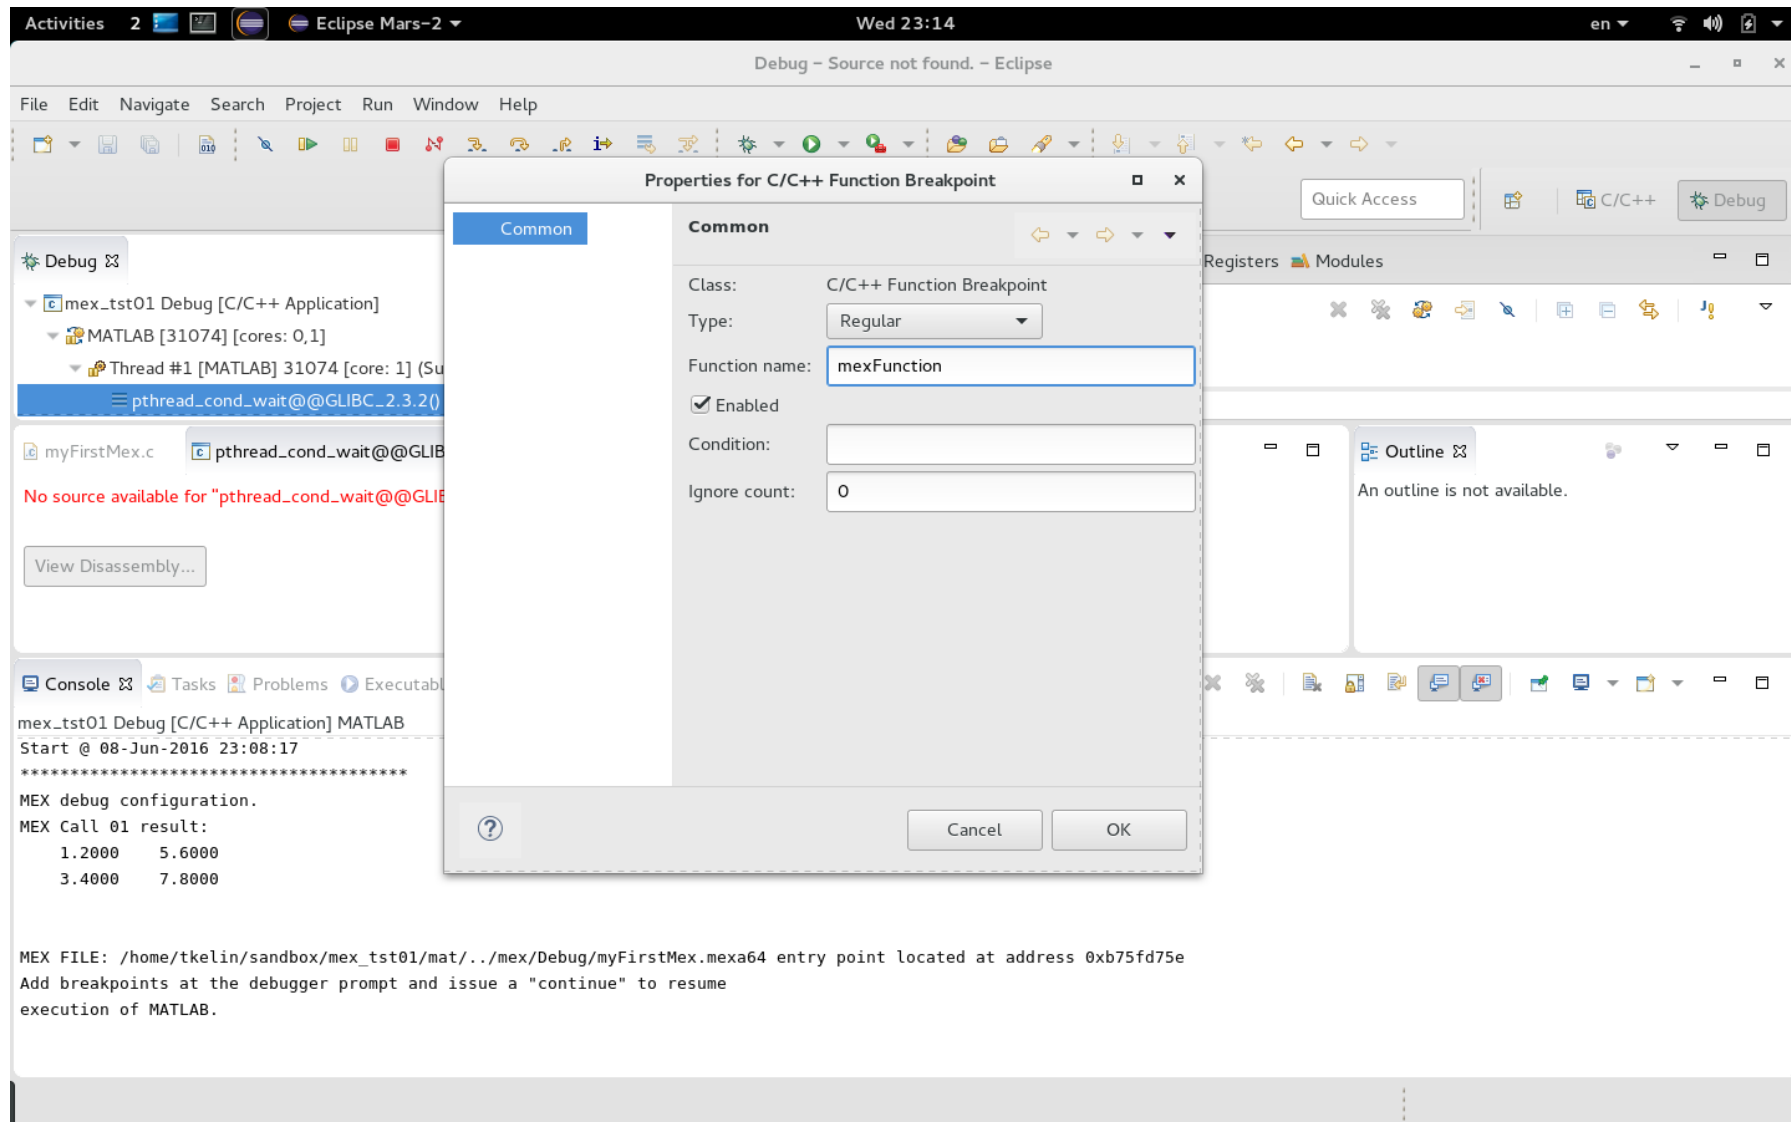 Activities 2 Eclipse Mars-2 Wed 23:14 en
Debug - Source not found. - Eclipse
File Edit Navigate Search Project Run Window Help
Properties for C/C++ Function Breakpoint
Quick Access C/C++ Debug
Common
Common
Debug
Registers Modules
Class: C/C++ Function Breakpoint
mex_tst01 Debug [C/C++ Application]
Type: Regular
MATLAB [31074] [cores: 0,1]
Function name: mexFunction
Thread #1 [MATLAB] 31074 [core: 1] (Su
pthread_cond_wait@@GLIBC_2.3.2()
Enabled
Condition:
myFirstMex.c pthread_cond_wait@@GLIB
Outline
No source available for "pthread_cond_wait@@GLIB
Ignore count: 0
An outline is not available.
View Disassembly...
Console Tasks Problems Executabl
mex_tst01 Debug [C/C++ Application] MATLAB
Start @ 08-Jun-2016 23:08:17
***************************************
MEX debug configuration.
MEX Call 01 result:
1.2000 5.6000
3.4000 7.8000
Cancel OK
MEX FILE: /home/tkelin/sandbox/mex_tst01/mat/../mex/Debug/myFirstMex.mexa64 entry point located at address 0xb75fd75e
Add breakpoints at the debugger prompt and issue a "continue" to resume
execution of MATLAB.